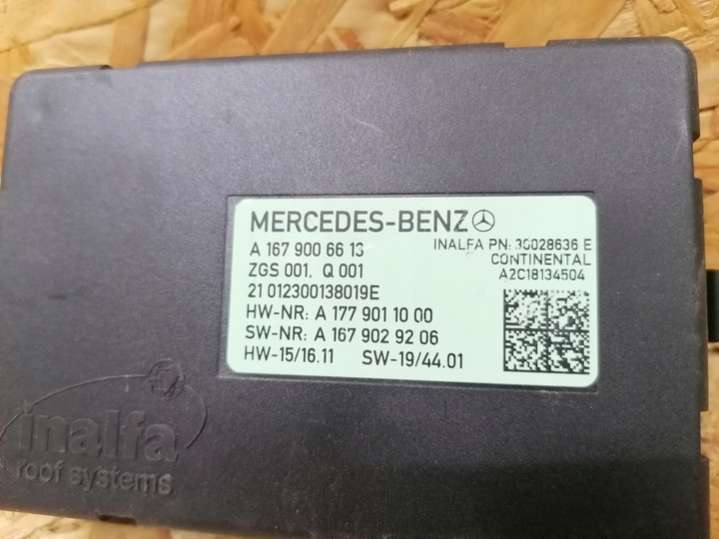 MERCEDES-BENZ
A 167 900 66 13
ZGS 001, Q 001
21 012300138019E
HW-NR: A 177 901 10 00
SW-NR: A 167 902 92 06
HW-15/16.11 SW-19/44.01
INALFA PN: 30028636 E
CONTINENTAL
A2C18134504
inalfa
roof systems